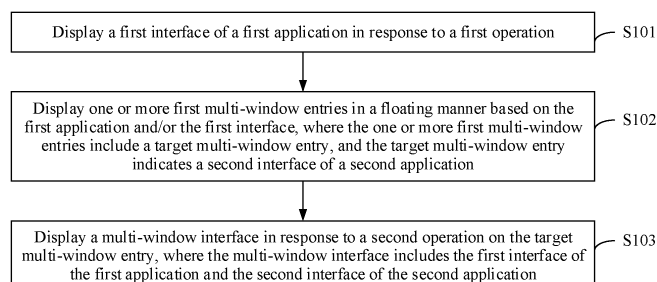 Display a first interface of a first application in response to a first operation
S101
Display one or more first multi-window entries in a floating manner based on the
first application and/or the first interface, where the one or more first multi-window
entries include a target multi-window entry, and the target multi-window entry
indicates a second interface of a second application
S102
Display a multi-window interface in response to a second operation on the target
multi-window entry, where the multi-window interface includes the first interface of
the first application and the second interface of the second application
S103